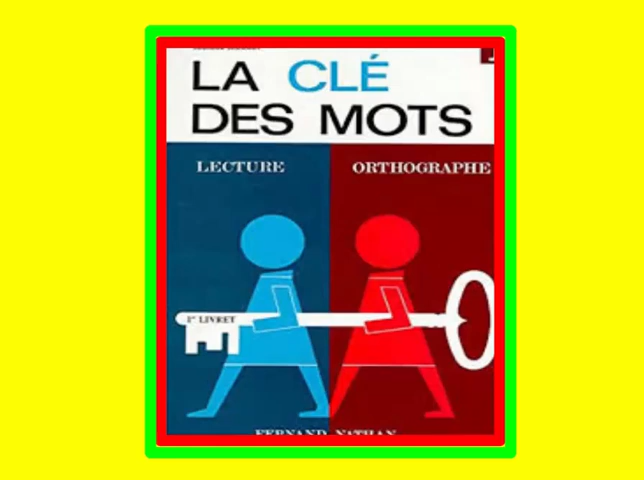 LA CLÉ
DES MOTS
LECTURE
ORTHOGRAPHE
1er LIVRET
FERNAND NATHAN